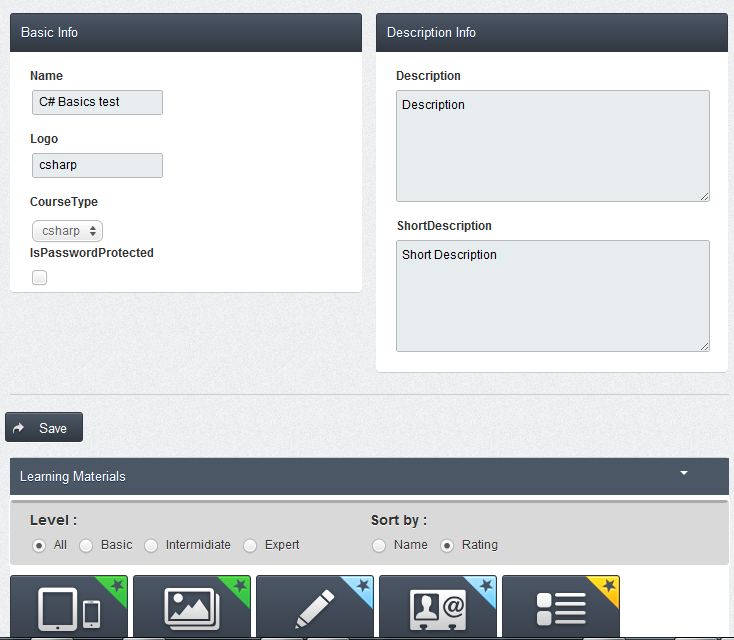 Basic Info
Name
C# Basics test
Logo
csharp
CourseType
csharp
IsPasswordProtected
Description Info
Description
Description
ShortDescription
Short Description
Save
Learning Materials
Level :
All Basic Intermidiate Expert
Sort by :
Name Rating
@